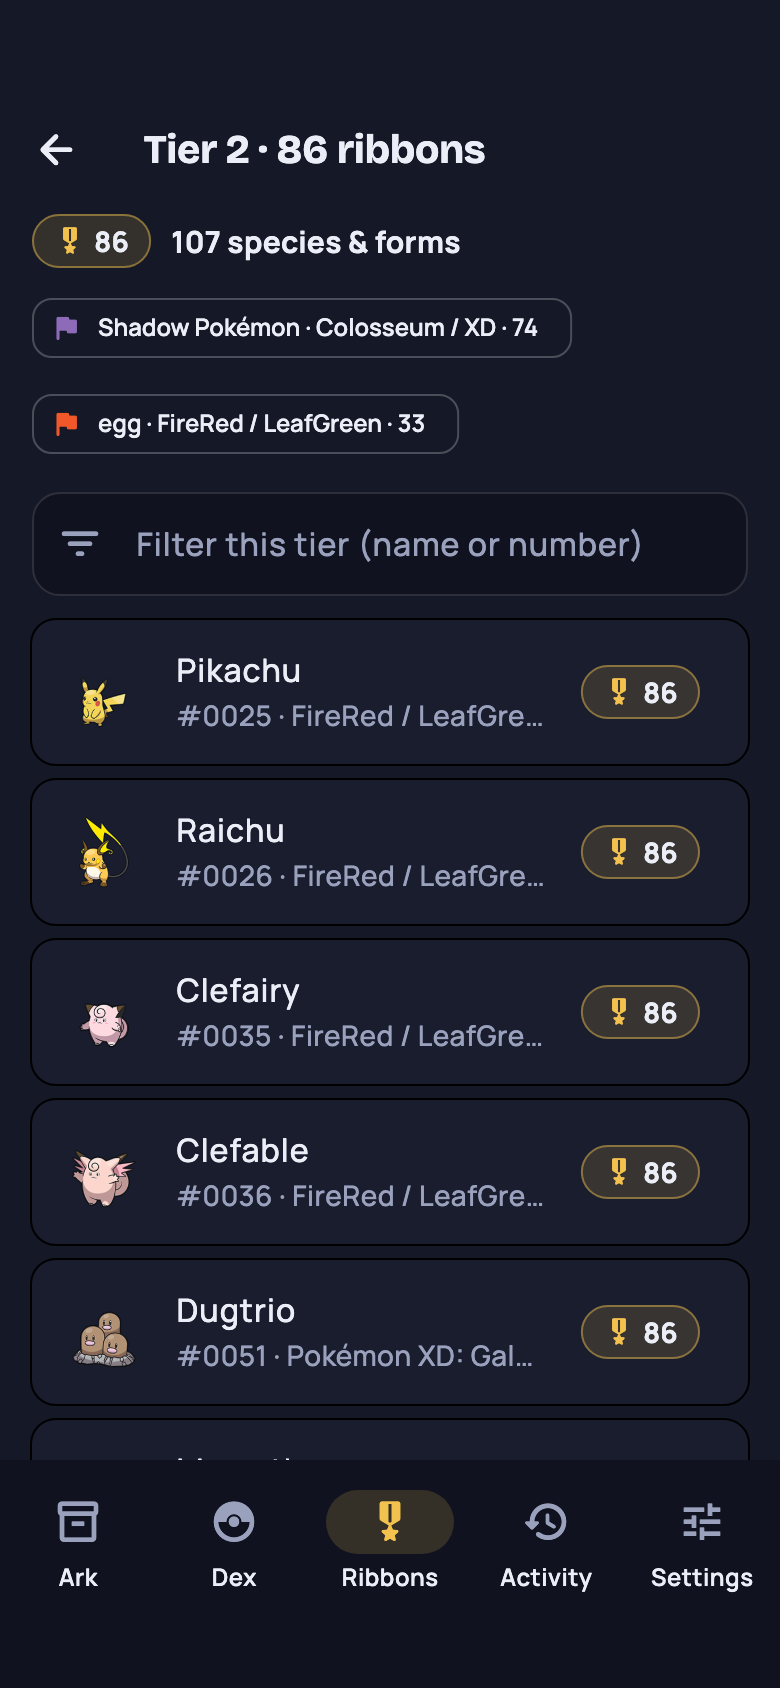 Tier 2 · 86 ribbons
86 107 species & forms
Shadow Pokémon · Colosseum / XD · 74
egg · FireRed / LeafGreen · 33
Filter this tier (name or number)
Pikachu
#0025 · FireRed / LeafGre…
86
Raichu
#0026 · FireRed / LeafGre…
86
Clefairy
#0035 · FireRed / LeafGre…
86
Clefable
#0036 · FireRed / LeafGre…
86
Dugtrio
#0051 · Pokémon XD: Gal…
86
Ark Dex Ribbons Activity Settings